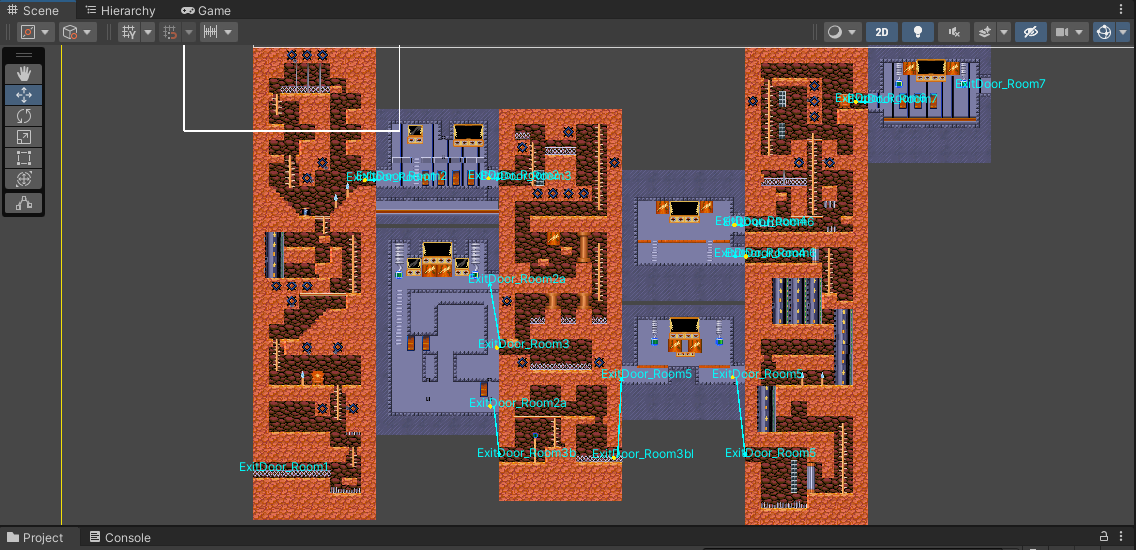 Scene
Hierarchy
Game
2D
ExitDoor_Room7
ExitDoor_Room2a
ExitDoor_Room3
ExitDoor_Room5
ExitDoor_Room5
ExitDoor_Room2a
ExitDoor_Room3b
ExitDoor_Room3bl
ExitDoor_Room5
ExitDoor_Room1
Project
Console